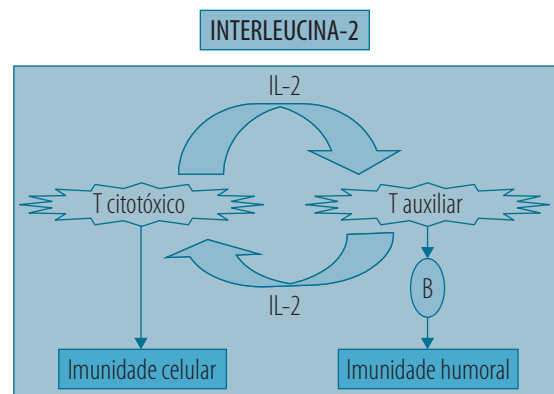 INTERLEUCINA-2
IL-2
T citotóxico
T auxiliar
IL-2
B
Imunidade celular
Imunidade humoral